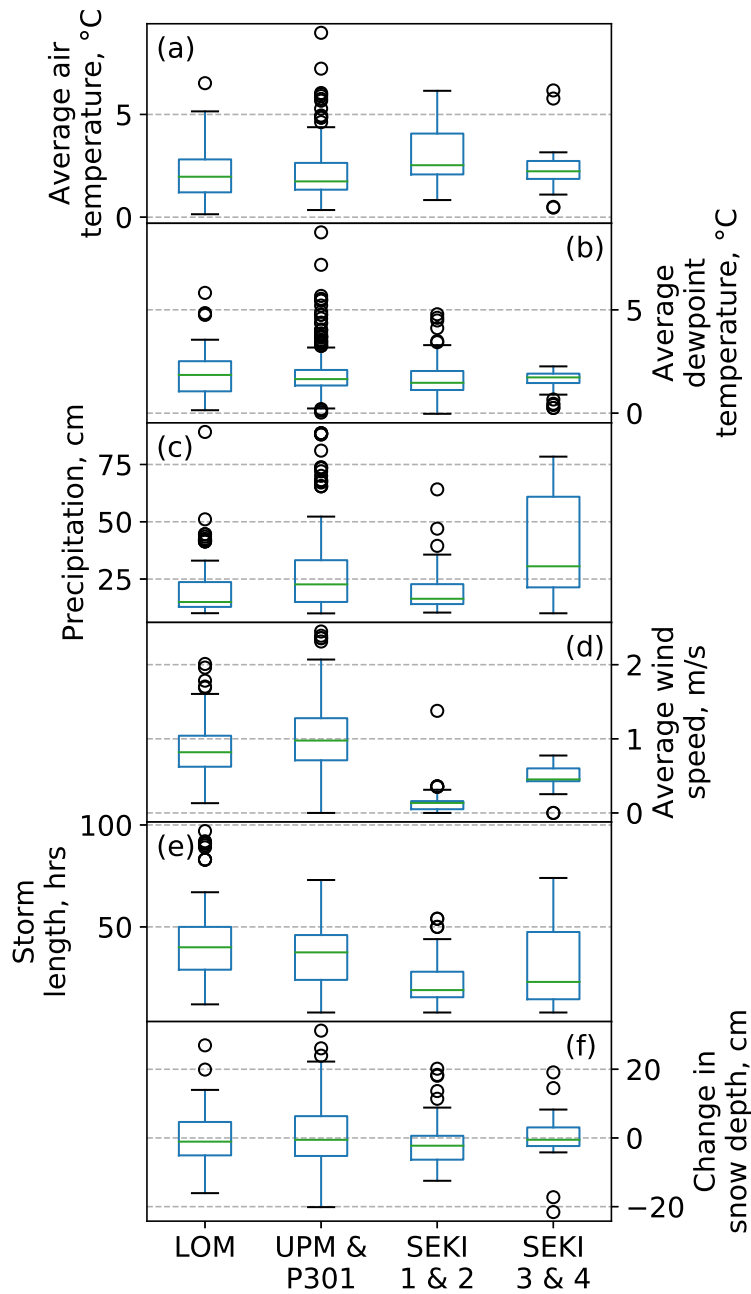 Average air
temperature, °C
(a)
5
0
(b)
Average
dewpoint
temperature, °C
5
0
Precipitation, cm
(c)
75
50
25
(d)
Average wind
speed, m/s
2
1
0
Storm
length, hrs
(e)
100
50
(f)
Change in
snow depth, cm
20
0
−20
LOM
UPM &
P301
SEKI
1 & 2
SEKI
3 & 4